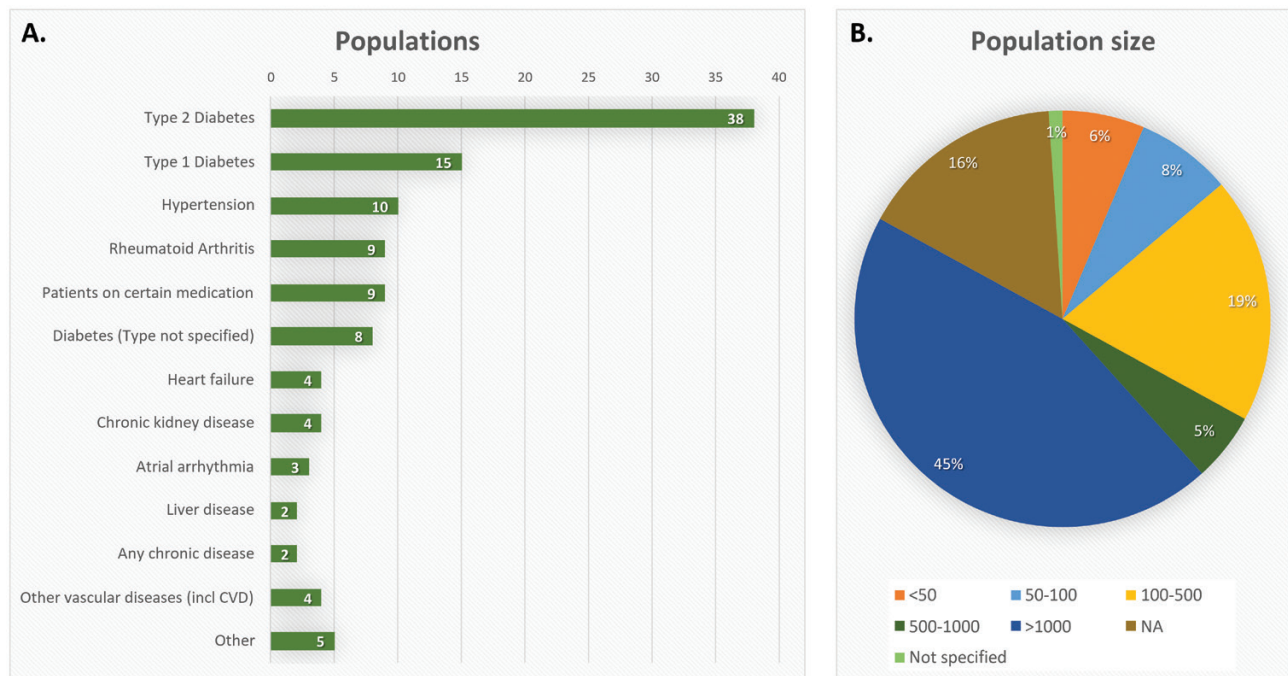 A.
Populations
0 5 10 15 20 25 30 35 40
Type 2 Diabetes 38
Type 1 Diabetes 15
Hypertension 10
Rheumatoid Arthritis 9
Patients on certain medication 9
Diabetes (Type not specified) 8
Heart failure 4
Chronic kidney disease 4
Atrial arrhythmia 3
Liver disease 2
Any chronic disease 2
Other vascular diseases (incl CVD) 4
Other 5
B.
Population size
1% 6%
16% 8%
19%
5%
45%
<50 50-100 100-500
500-1000 >1000 NA
Not specified